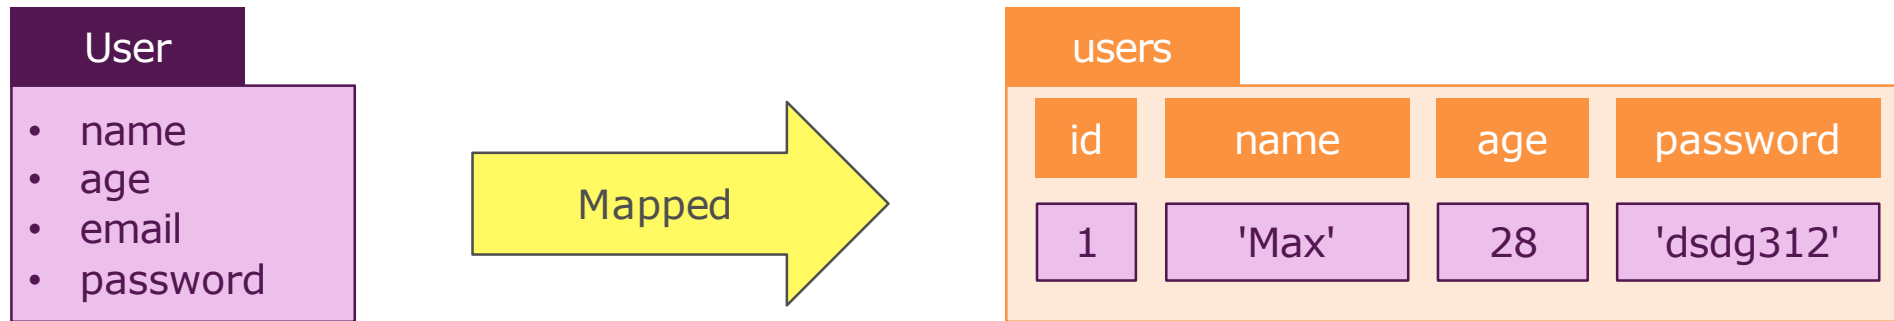 User
• name
• age
• email
• password
Mapped
users
id name age password
1 'Max' 28 'dsdg312'